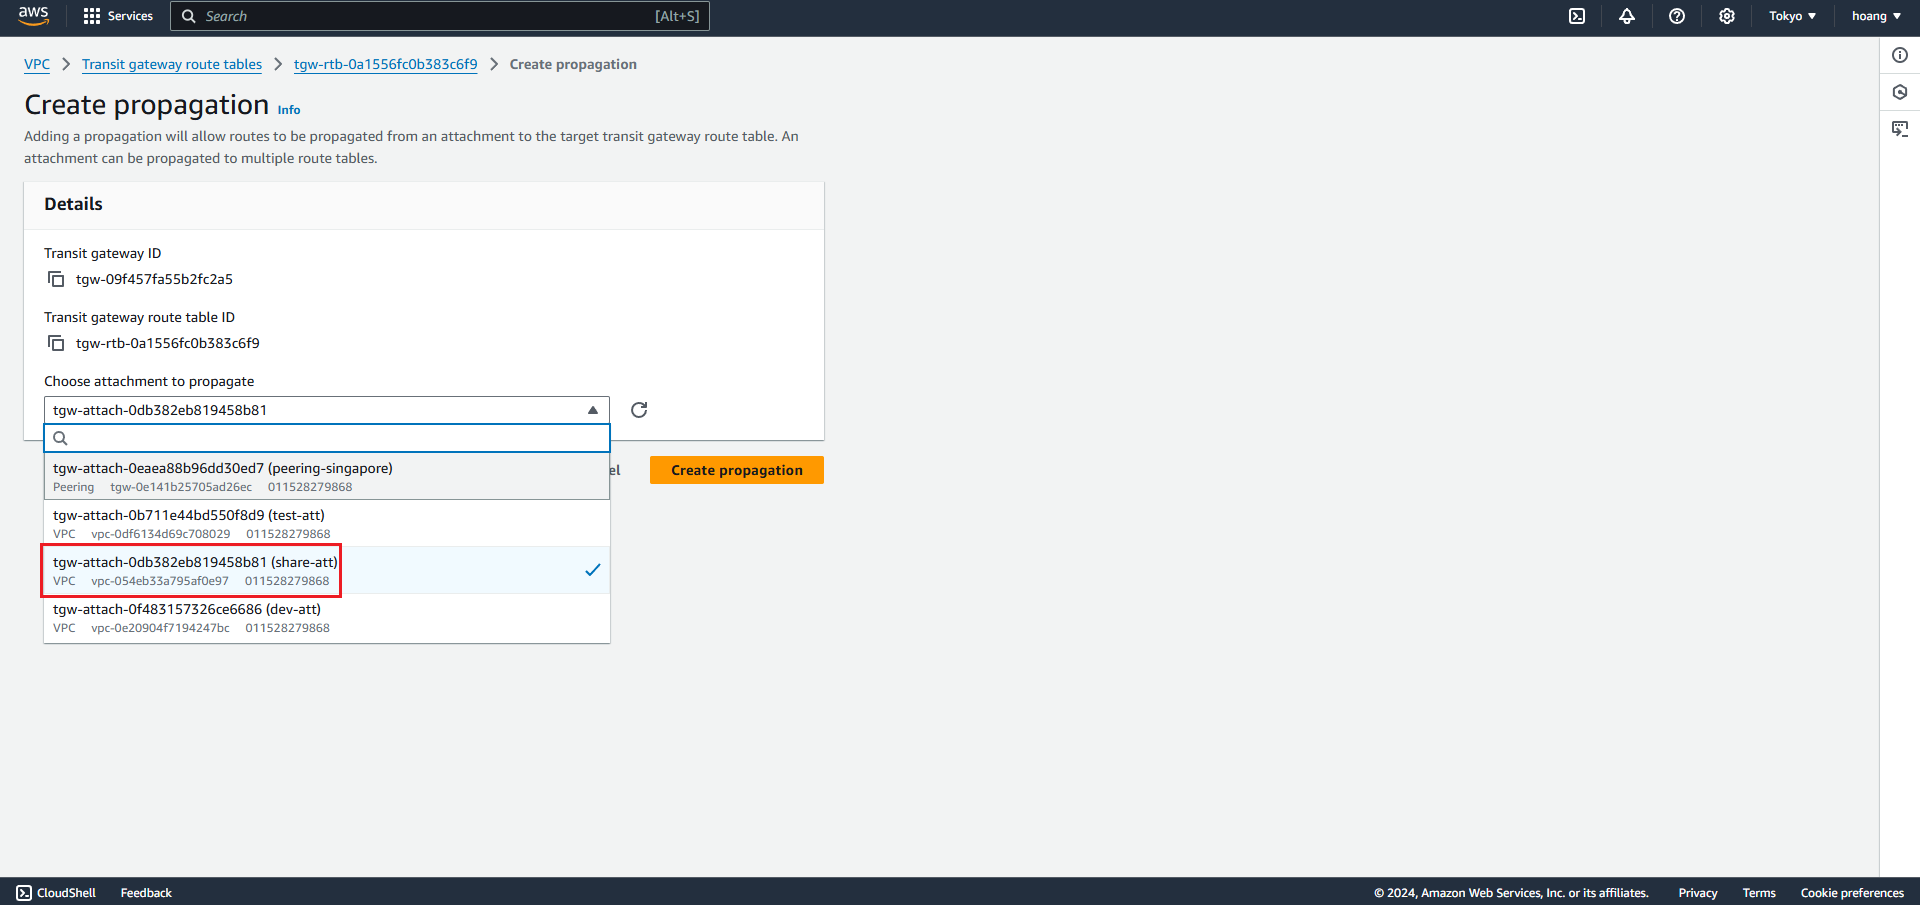 aws
Services
Search
[Alt+S]
Tokyo
hoang
VPC
Transit gateway route tables
tgw-rtb-0a1556fc0b383c6f9
Create propagation
Create propagation
Info
Adding a propagation will allow routes to be propagated from an attachment to the target transit gateway route table. An
attachment can be propagated to multiple route tables.
Details
Transit gateway ID
tgw-09f457fa55b2fc2a5
Transit gateway route table ID
tgw-rtb-0a1556fc0b383c6f9
Choose attachment to propagate
tgw-attach-0db382eb819458b81
tgw-attach-0eaea88b96dd30ed7 (peering-singapore)
Peering tgw-0e141b25705ad26ec 011528279868
el
Create propagation
tgw-attach-0b711e44bd550f8d9 (test-att)
VPC vpc-0df6134d69c708029 011528279868
tgw-attach-0db382eb819458b81 (share-att)
VPC vpc-054eb33a795af0e97 011528279868
tgw-attach-0f483157326ce6686 (dev-att)
VPC vpc-0e20904f7194247bc 011528279868
CloudShell
Feedback
© 2024, Amazon Web Services, Inc. or its affiliates.
Privacy
Terms
Cookie preferences